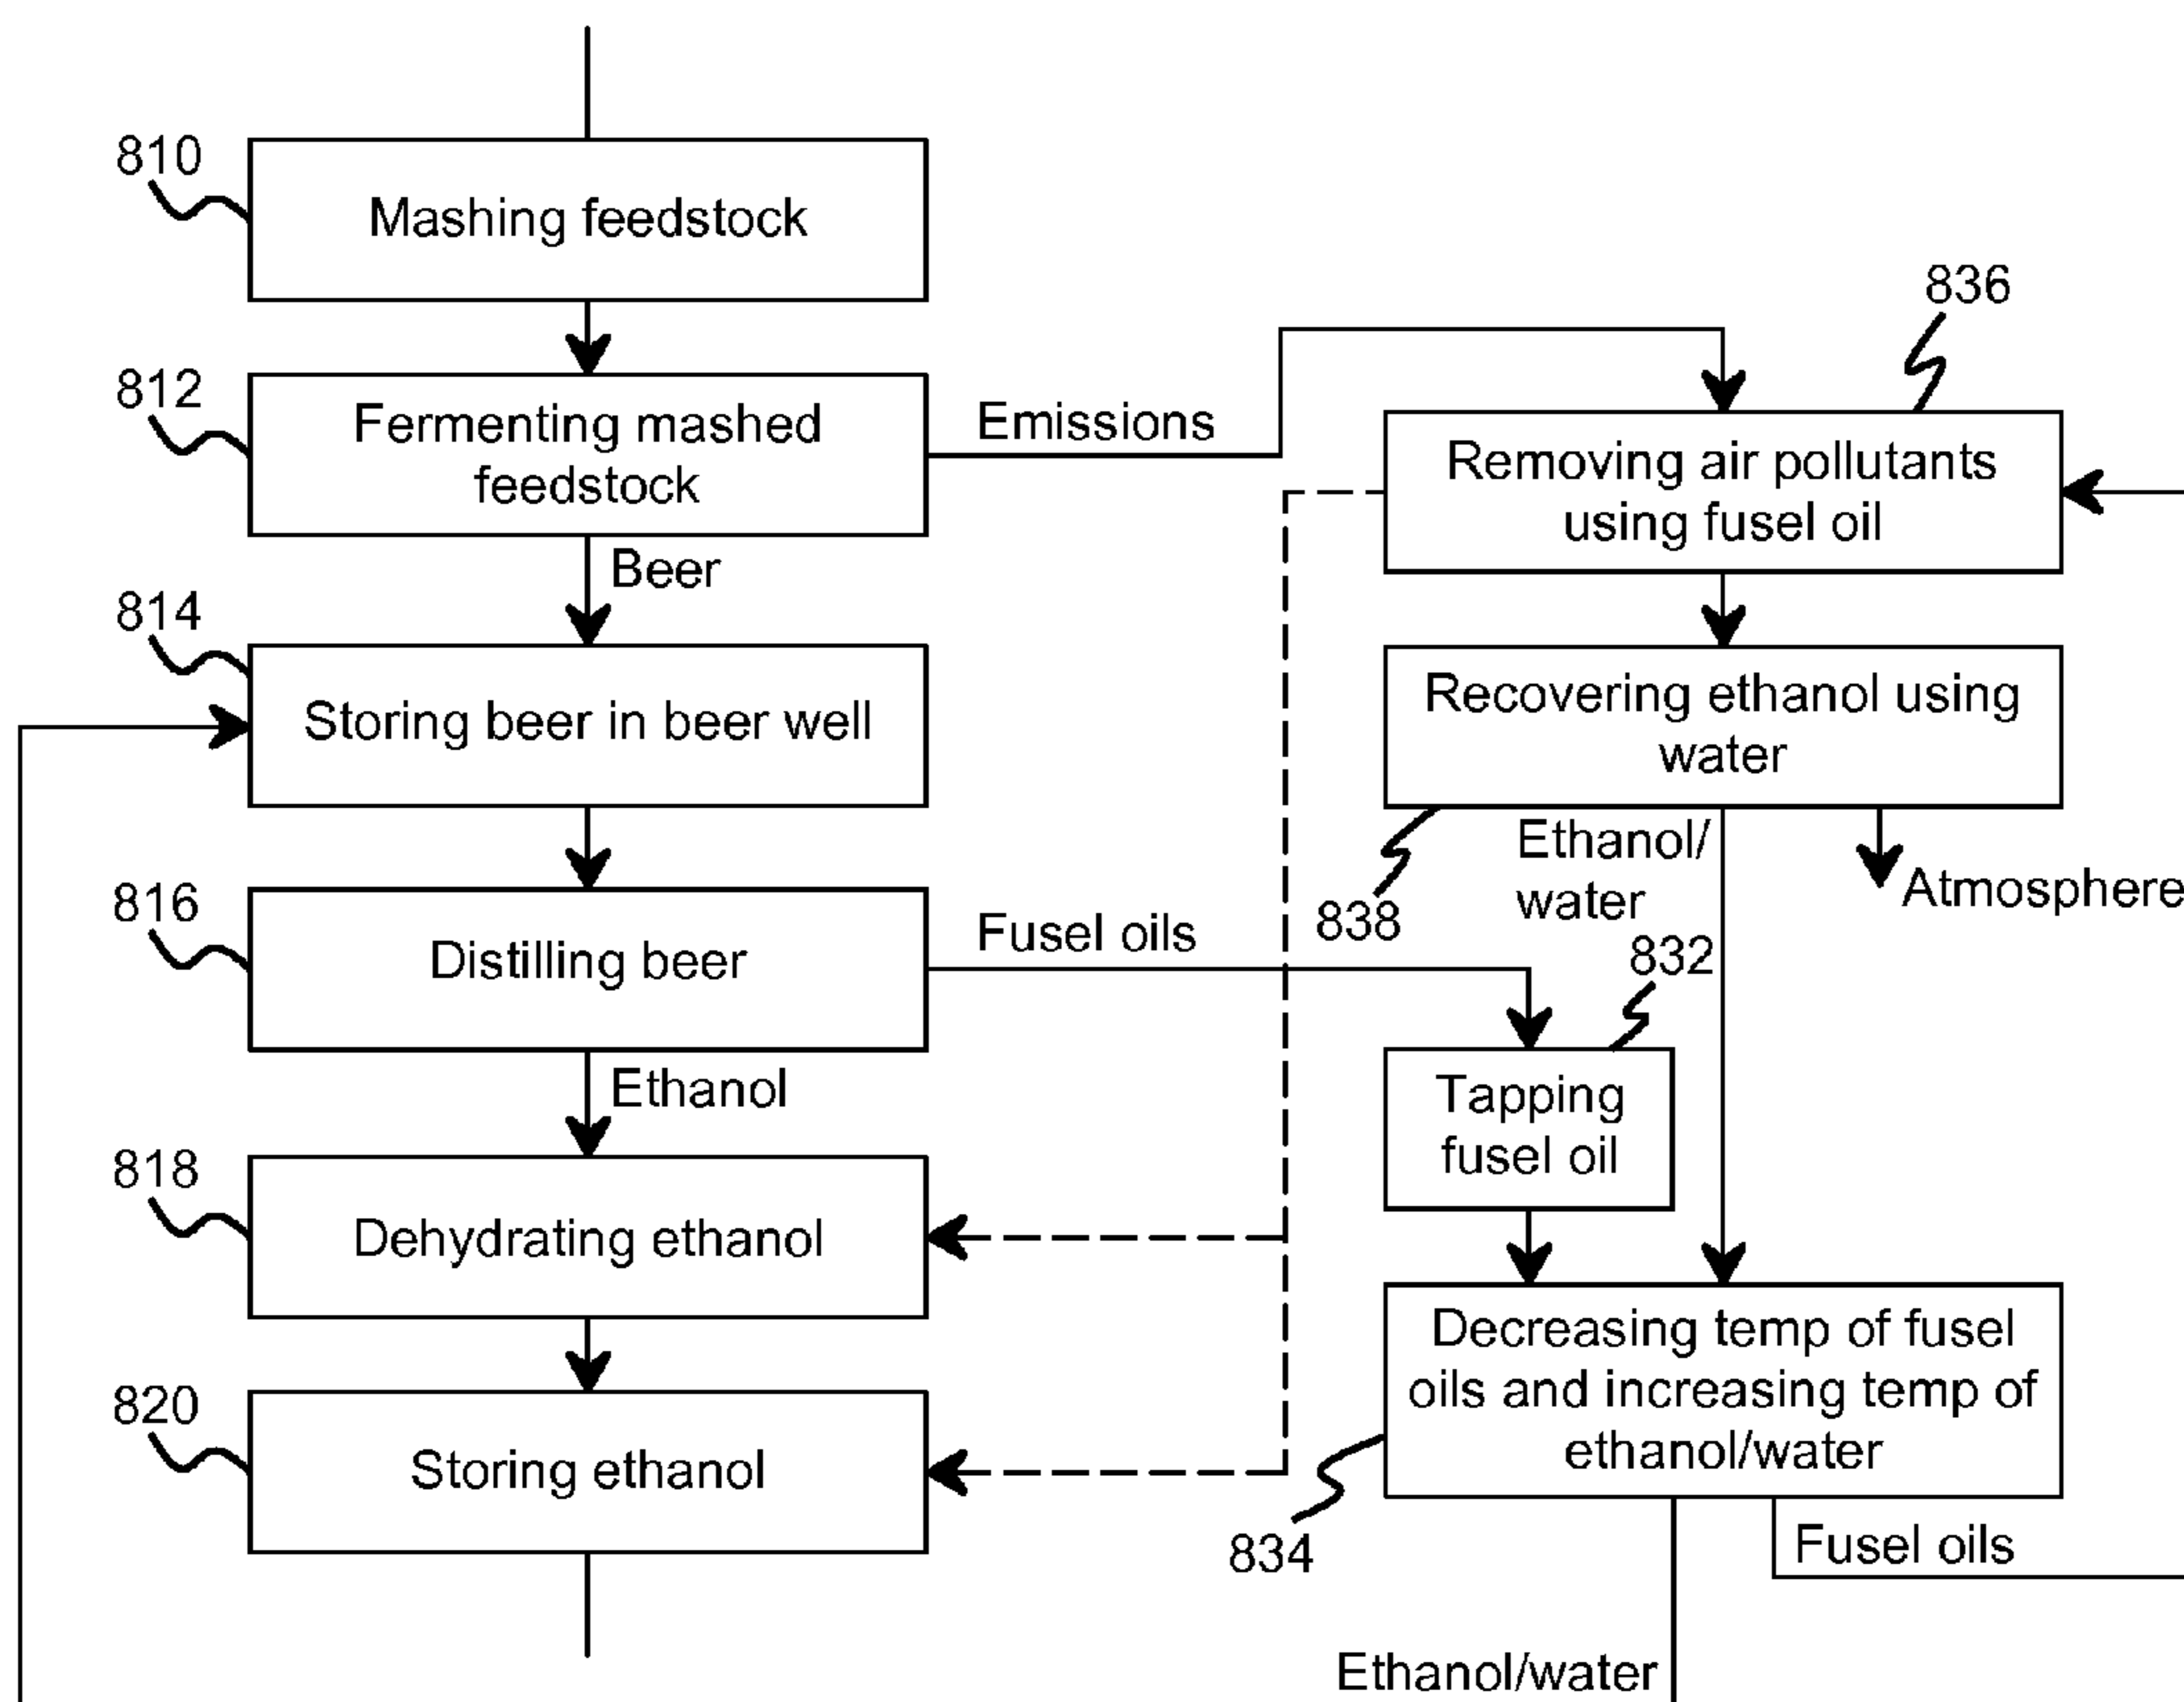 810
Mashing feedstock
812
Fermenting mashed
feedstock
Emissions
Beer
836
Removing air pollutants
using fusel oil
814
Storing beer in beer well
Recovering ethanol using
water
838
Ethanol/
water
Atmosphere
816
Distilling beer
Fusel oils
832
Tapping
fusel oil
Ethanol
818
Dehydrating ethanol
Decreasing temp of fusel
oils and increasing temp of
ethanol/water
834
820
Storing ethanol
Fusel oils
Ethanol/water